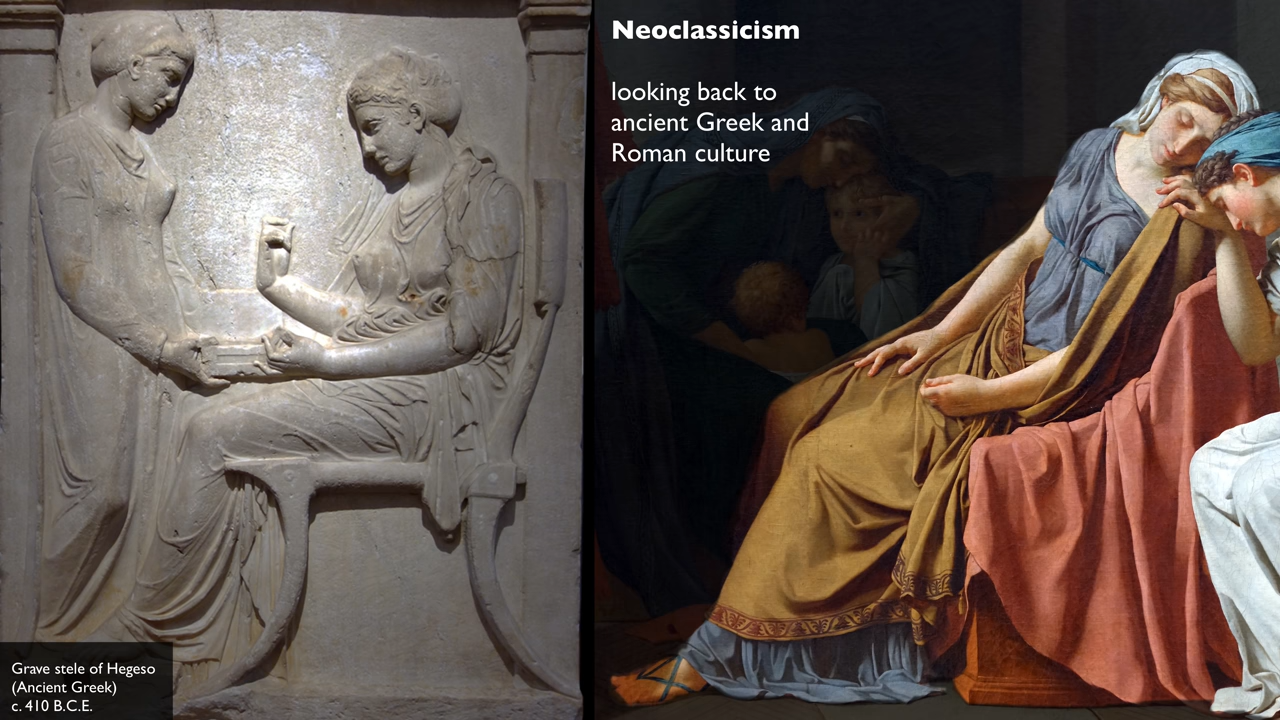 Neoclassicism
looking back to
ancient Greek and
Roman culture
Grave stele of Hegeso
(Ancient Greek)
c. 410 B.C.E.